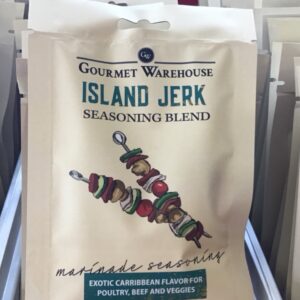 GW
GOURMET WAREHOUSE
ISLAND JERK
SEASONING BLEND
marinade seasoning
EXOTIC CARRIBBEAN FLAVOR FOR
POULTRY, BEEF AND VEGGIES